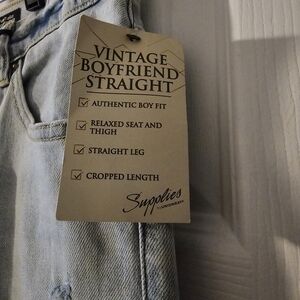 VINTAGE
BOYFRIEND
STRAIGHT
AUTHENTIC BOY FIT
RELAXED SEAT AND
THIGH
STRAIGHT LEG
CROPPED LENGTH
Supplies